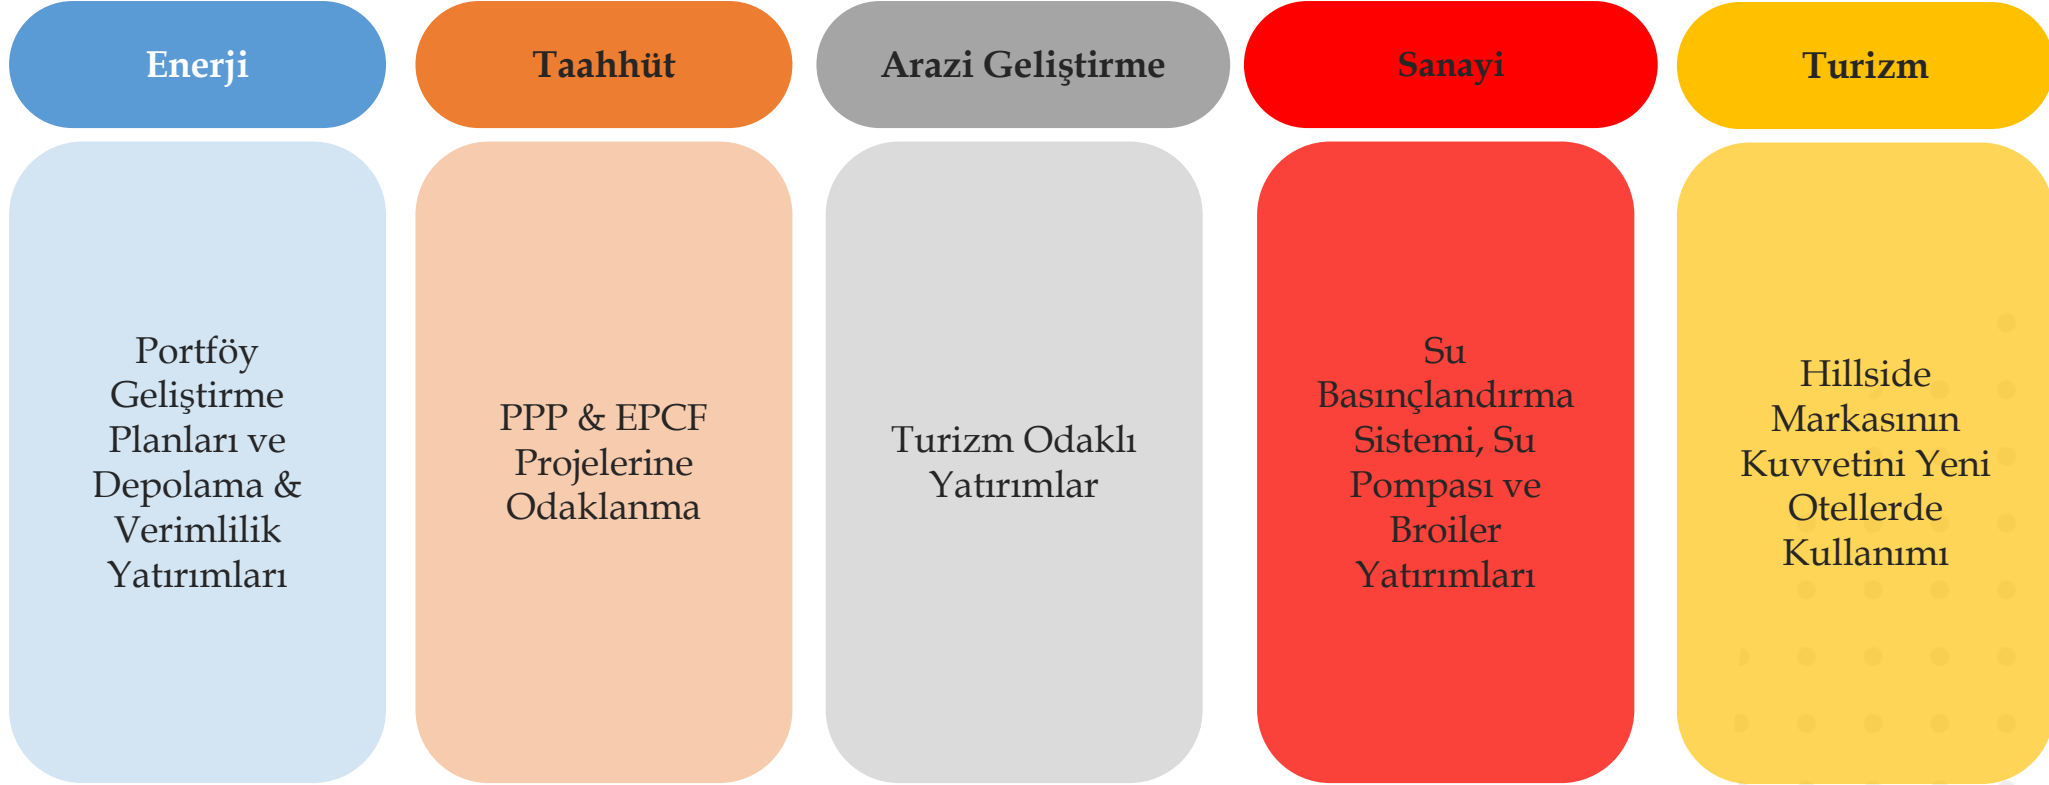 Enerji
Portföy
Geliştirme
Planları ve
Depolama &
Verimlilik
Yatırımları
Taahhüt
PPP & EPCF
Projelerine
Odaklanma
Arazi Geliştirme
Turizm Odaklı
Yatırımlar
Sanayi
Su
Basınçlandırma
Sistemi, Su
Pompası ve
Broiler
Yatırımları
Turizm
Hillside
Markasının
Kuvvetini Yeni
Otellerde
Kullanımı